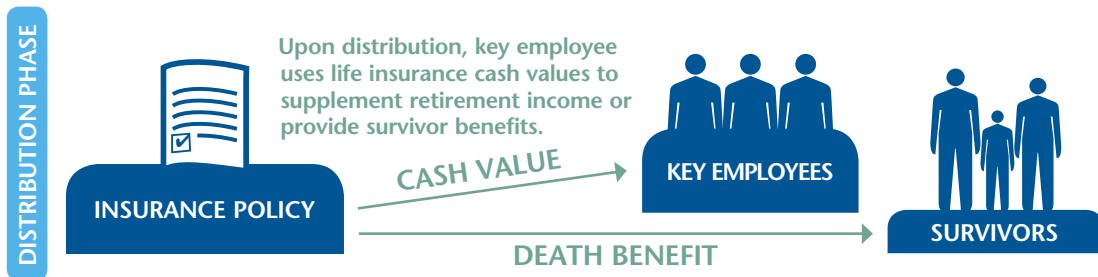 DISTRIBUTION PHASE
Upon distribution, key employee
uses life insurance cash values to
supplement retirement income or
provide survivor benefits.
INSURANCE POLICY
CASH VALUE
KEY EMPLOYEES
DEATH BENEFIT
SURVIVORS